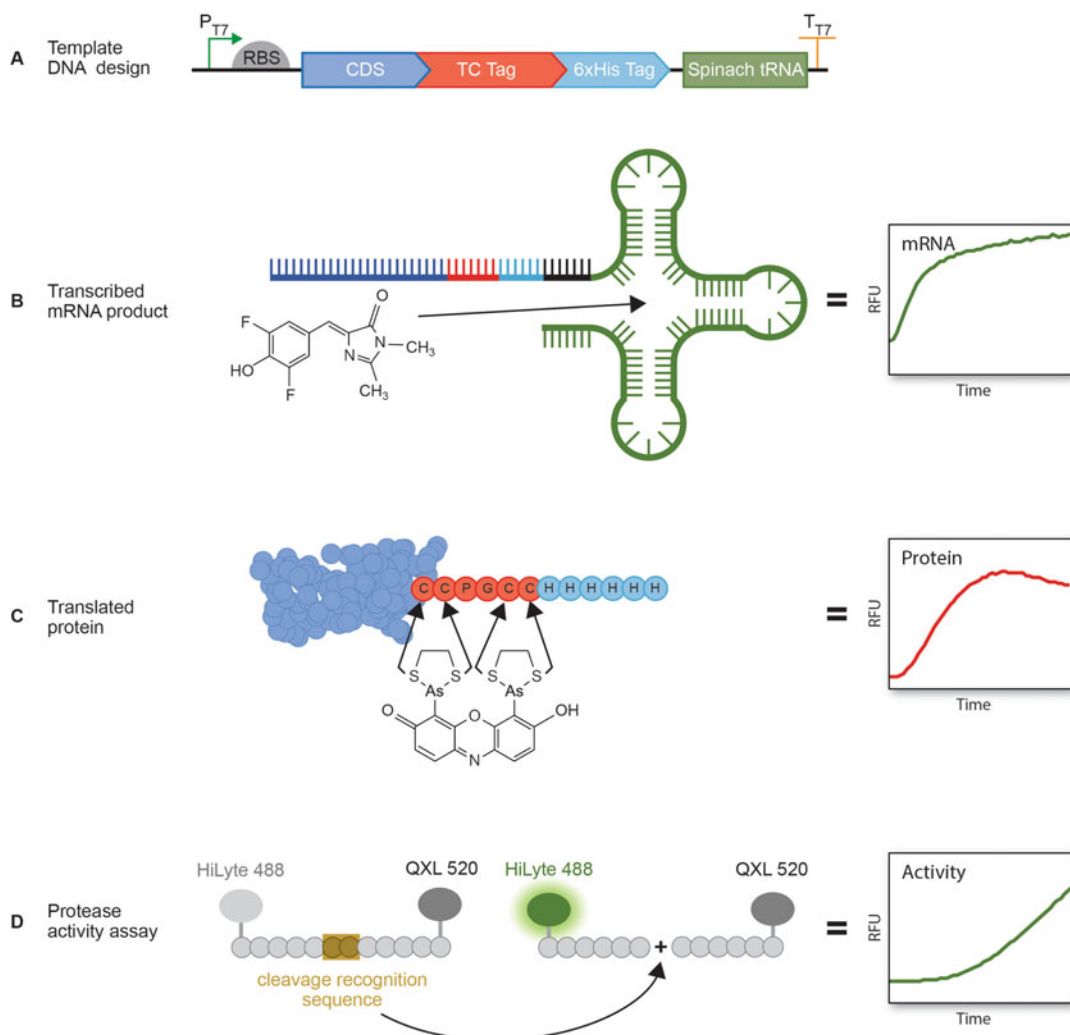 A
Template
DNA design
P T7
RBS
CDS
TC Tag
6xHis Tag
Spinach tRNA
T T7
B
Transcribed
mRNA product
O
F
N
CH3
N
HO
F
CH3
=
mRNA
RFU
Time
C
Translated
protein
C C P G C C H H H H H H
S S S S
As As
O O OH
N
=
Protein
RFU
Time
D
Protease
activity assay
HiLyte 488
QXL 520
cleavage recognition
sequence
HiLyte 488
QXL 520
+
=
Activity
RFU
Time